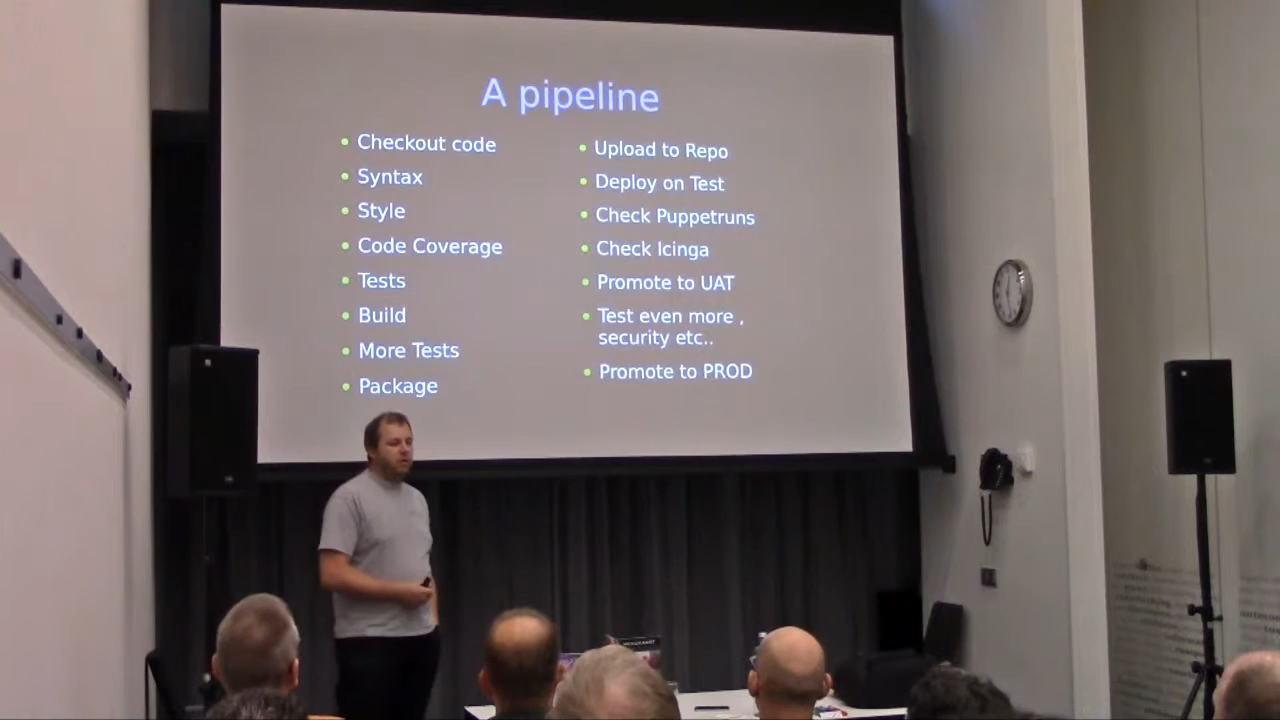 A pipeline
Checkout code
Syntax
Style
Code Coverage
Tests
Build
More Tests
Package
Upload to Repo
Deploy on Test
Check Puppetruns
Check Icinga
Promote to UAT
Test even more ,
security etc..
Promote to PROD